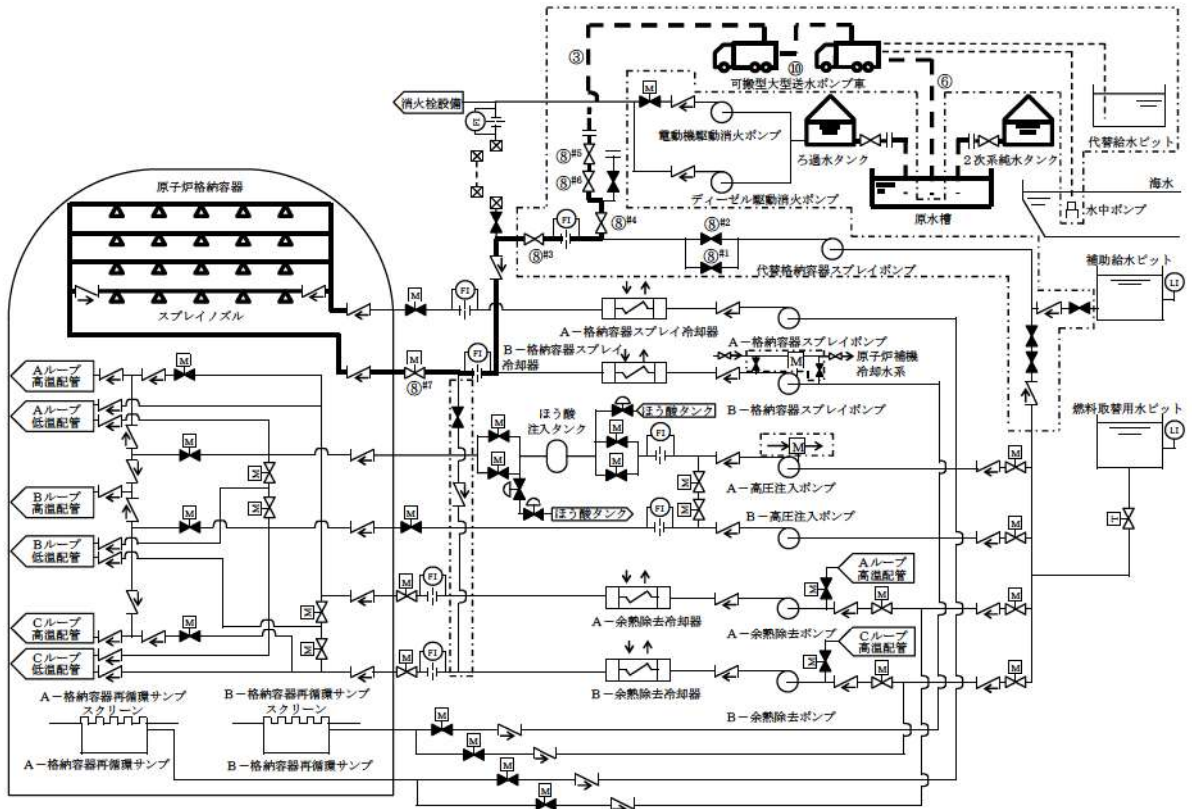 ③
⑩
⑥
可搬型大型送水ポンプ車
消火栓設備
M
FI
電動機駆動消火ポンプ
ろ過水タンク
2次系純水タンク
代替給水ピット
⑧#5
⑧#6
ディーゼル駆動消火ポンプ
原水槽
海水
水中ポンプ
原子炉格納容器
⑧#4
FI
⑧#3
⑧#2
⑧#1
代替格納容器スプレイポンプ
補助給水ピット
LI
スプレイノズル
M
FI
A-格納容器スプレイ冷却器
A-格納容器スプレイポンプ
B-格納容器スプレイ
冷却器
M
⑧#7
FI
M
原子炉補機
冷却水系
B-格納容器スプレイポンプ
Aループ
高温配管
M
Aループ
低温配管
M
ほう酸
注入タンク
ほう酸タンク
M
M
M
M
FI
M
A-高圧注入ポンプ
燃料取替用水ピット
LI
M
M
M
M
Bループ
高温配管
M
M
M
ほう酸タンク
FI
B-高圧注入ポンプ
M
T
Bループ
低温配管
M
FI
A-余熱除去冷却器
Aループ
高温配管
M
M
M
A-余熱除去ポンプ
M
Cループ
高温配管
M
M
Cループ
低温配管
M
FI
B-余熱除去冷却器
Cループ
高温配管
M
M
M
B-余熱除去ポンプ
A-格納容器再循環サンプ
スクリーン
B-格納容器再循環サンプ
スクリーン
M
M
A-格納容器再循環サンプ
B-格納容器再循環サンプ
M
M